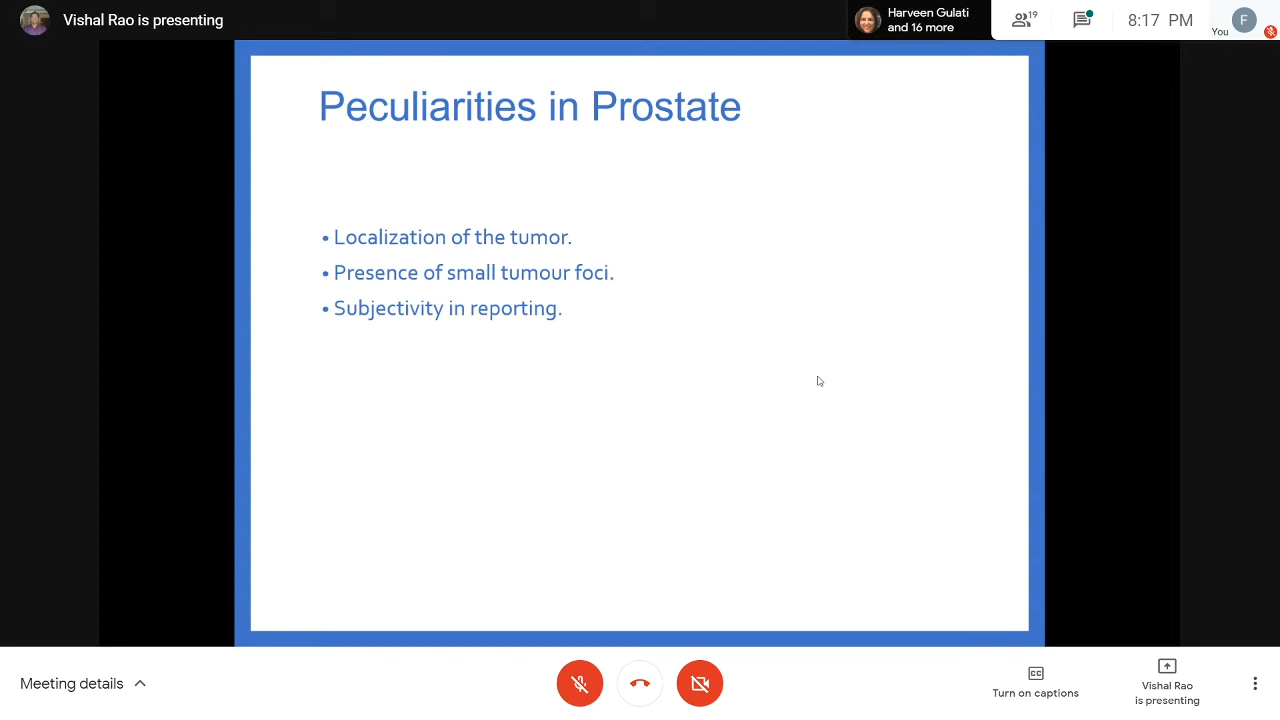 Vishal Rao is presenting
Harveen Gulati
and 16 more
19
8:17 PM
You
F
Peculiarities in Prostate
• Localization of the tumor.
• Presence of small tumour foci.
• Subjectivity in reporting.
Meeting details
CC
Turn on captions
Vishal Rao
is presenting